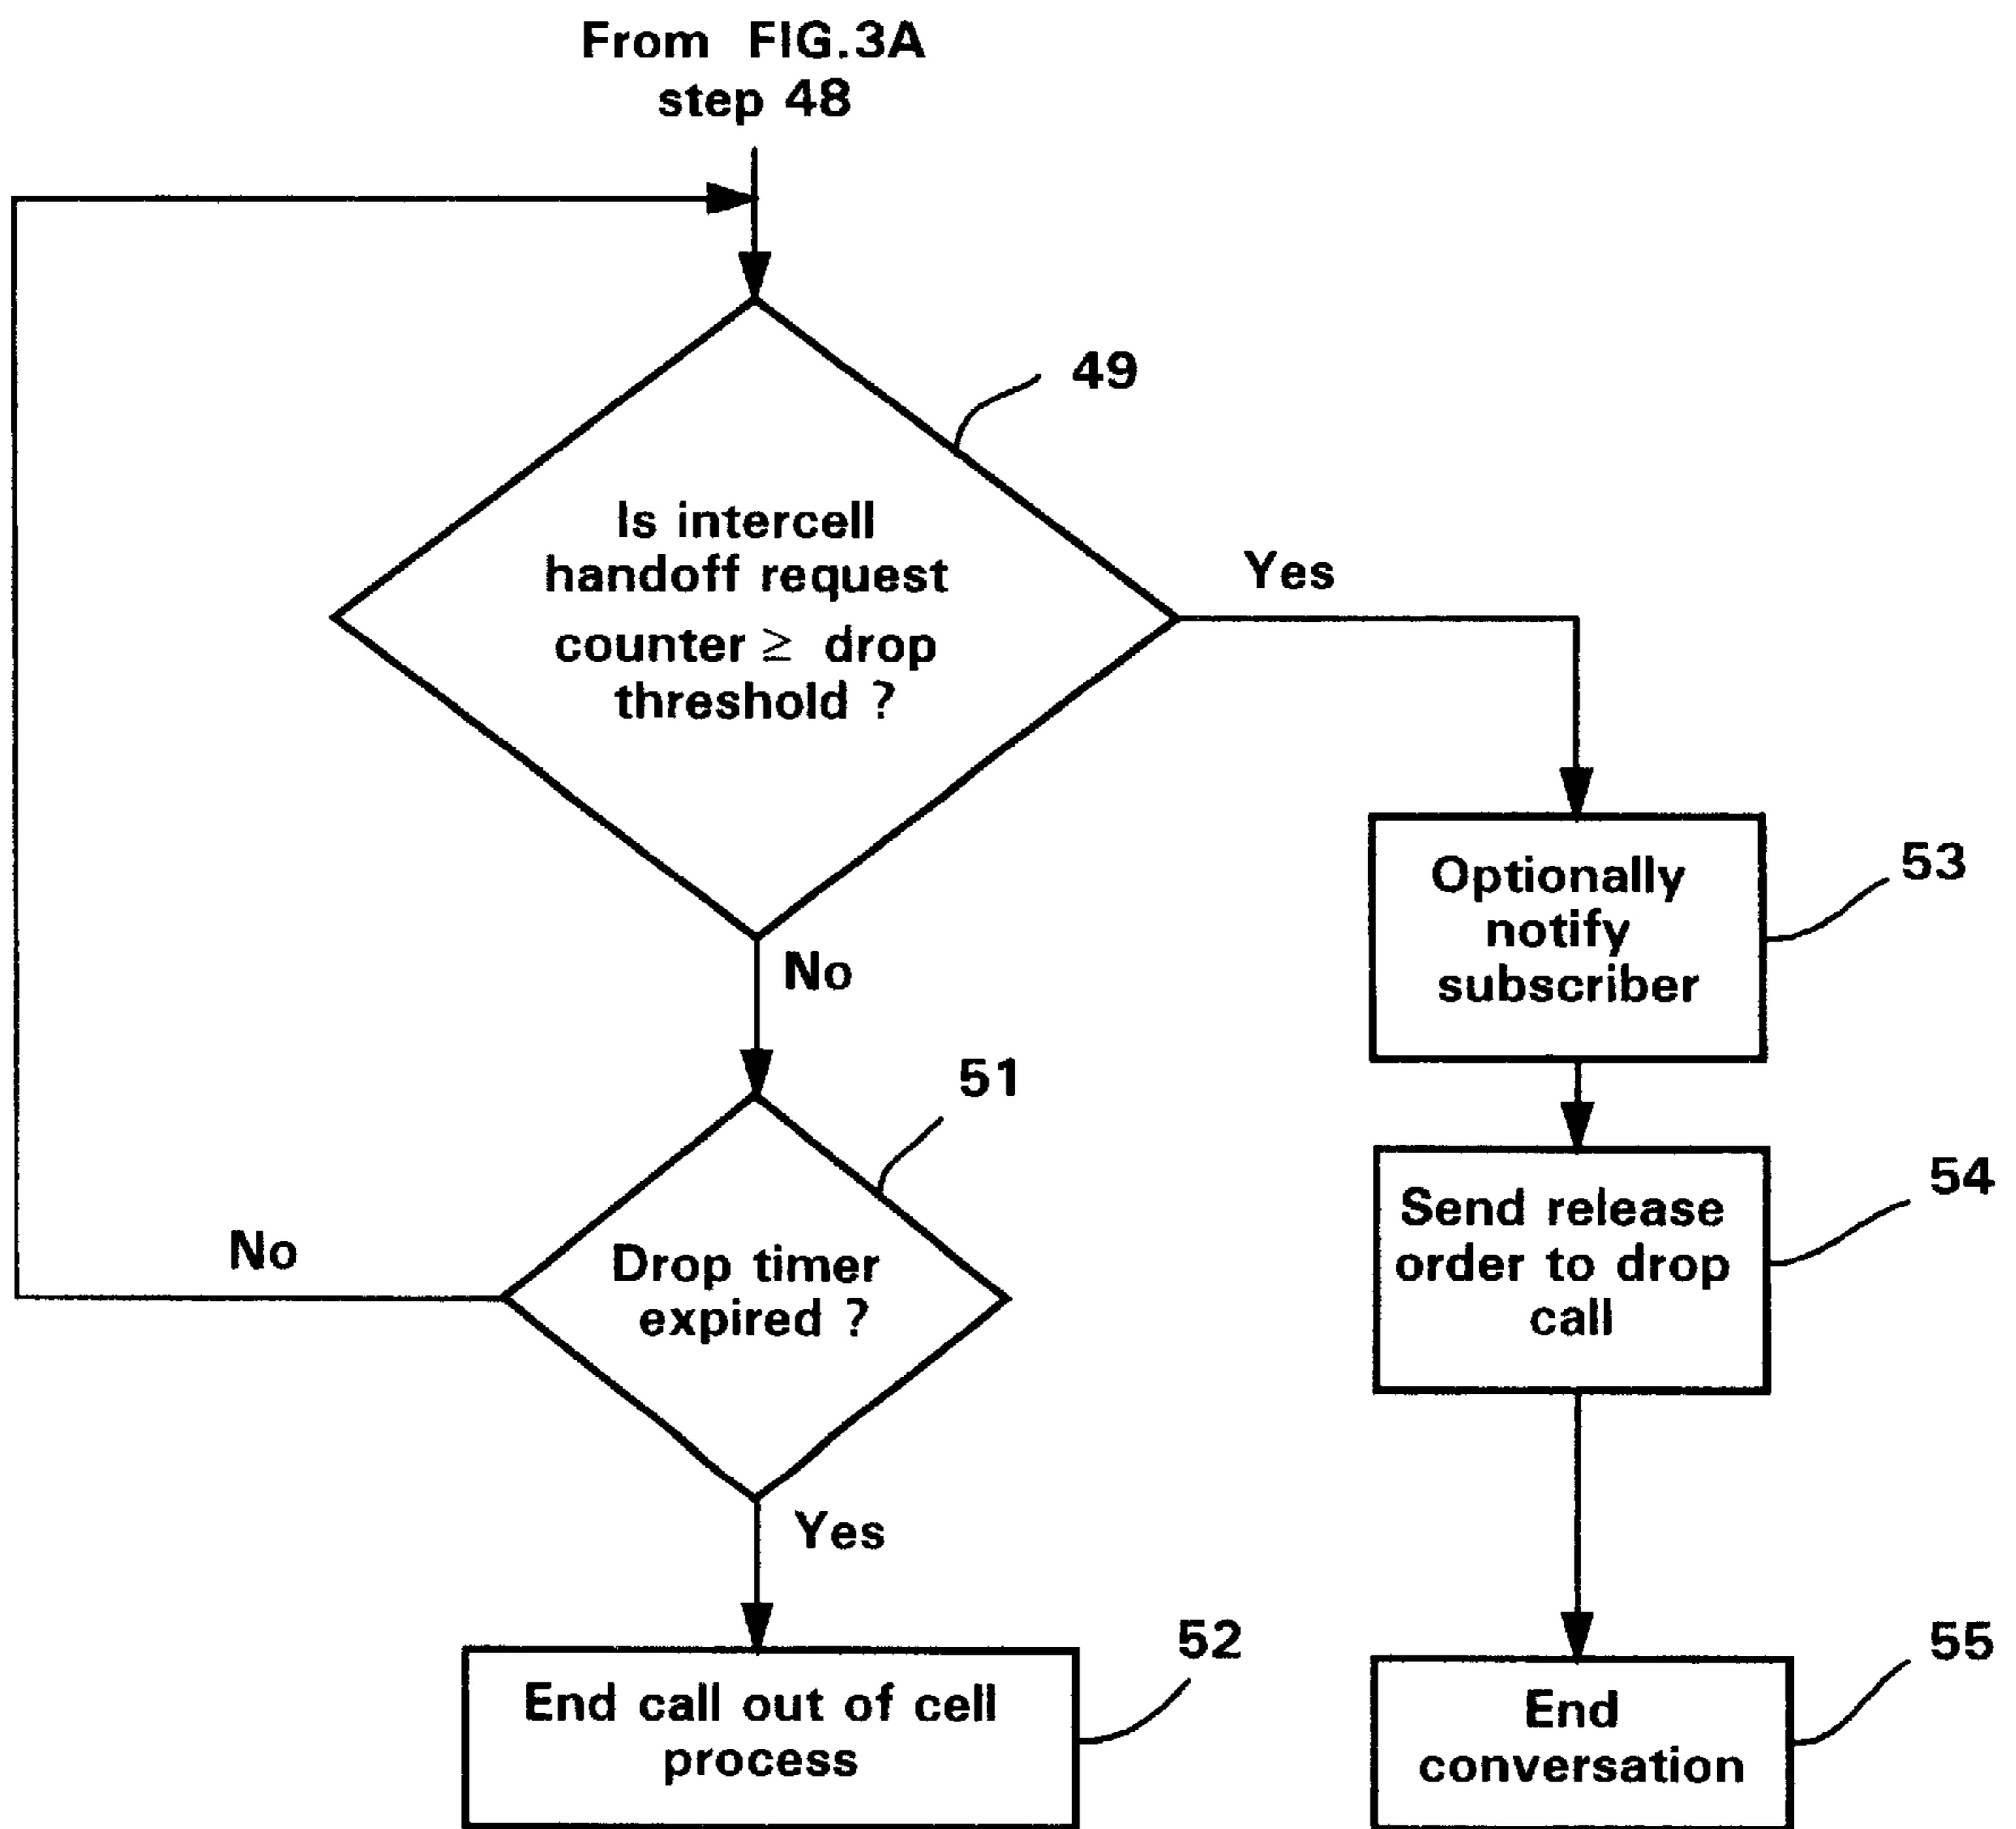 From FIG.3A
step 48
49
Is intercell
handoff request
counter ≥ drop
threshold ?
Yes
No
53
Optionally
notify
subscriber
51
Drop timer
expired ?
No
Yes
54
Send release
order to drop
call
52
End call out of cell
process
55
End
conversation